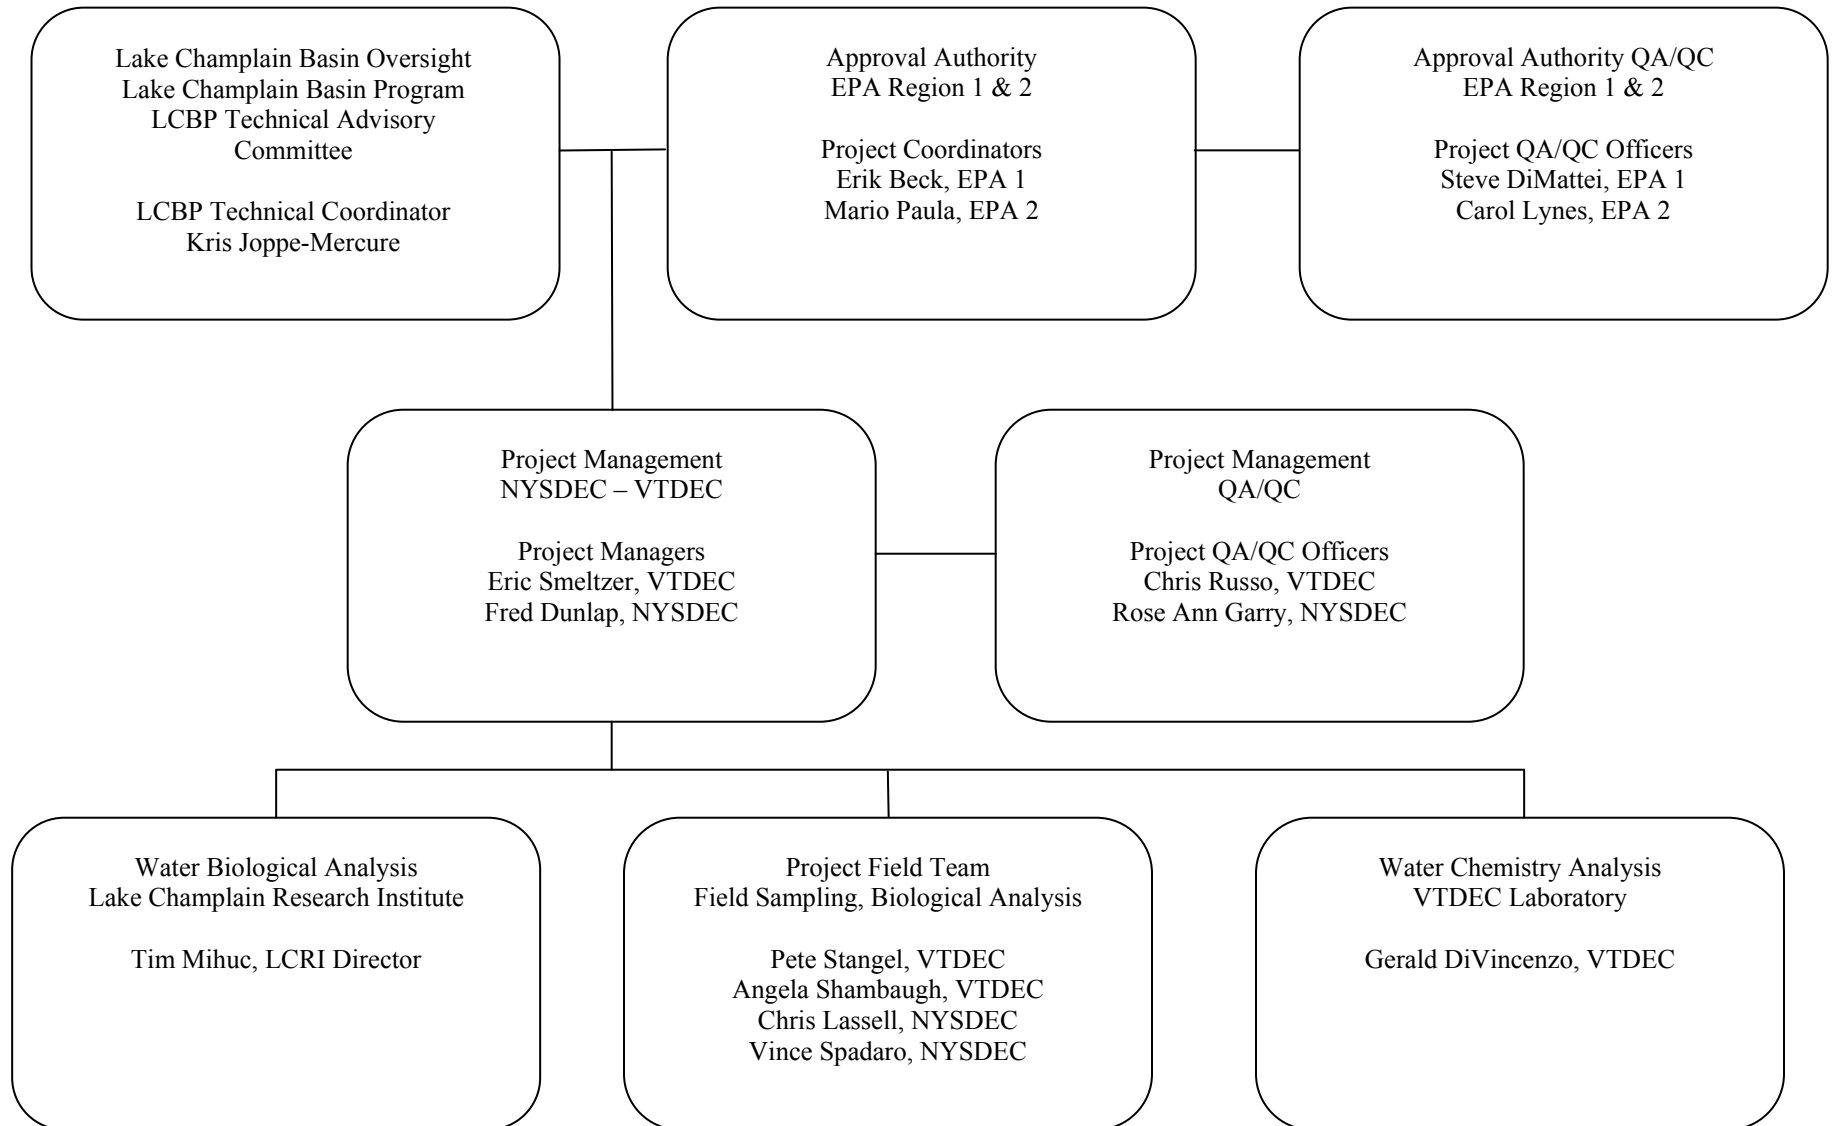 Lake Champlain Basin Oversight
Lake Champlain Basin Program
LCBP Technical Advisory
Committee
LCBP Technical Coordinator
Kris Joppe-Mercure
Approval Authority
EPA Region 1 & 2
Project Coordinators
Erik Beck, EPA 1
Mario Paula, EPA 2
Approval Authority QA/QC
EPA Region 1 & 2
Project QA/QC Officers
Steve DiMattei, EPA 1
Carol Lynes, EPA 2
Project Management
NYSDEC – VTDEC
Project Managers
Eric Smeltzer, VTDEC
Fred Dunlap, NYSDEC
Project Management
QA/QC
Project QA/QC Officers
Chris Russo, VTDEC
Rose Ann Garry, NYSDEC
Water Biological Analysis
Lake Champlain Research Institute
Tim Mihuc, LCRI Director
Project Field Team
Field Sampling, Biological Analysis
Pete Stangel, VTDEC
Angela Shambaugh, VTDEC
Chris Lassell, NYSDEC
Vince Spadaro, NYSDEC
Water Chemistry Analysis
VTDEC Laboratory
Gerald DiVincenzo, VTDEC